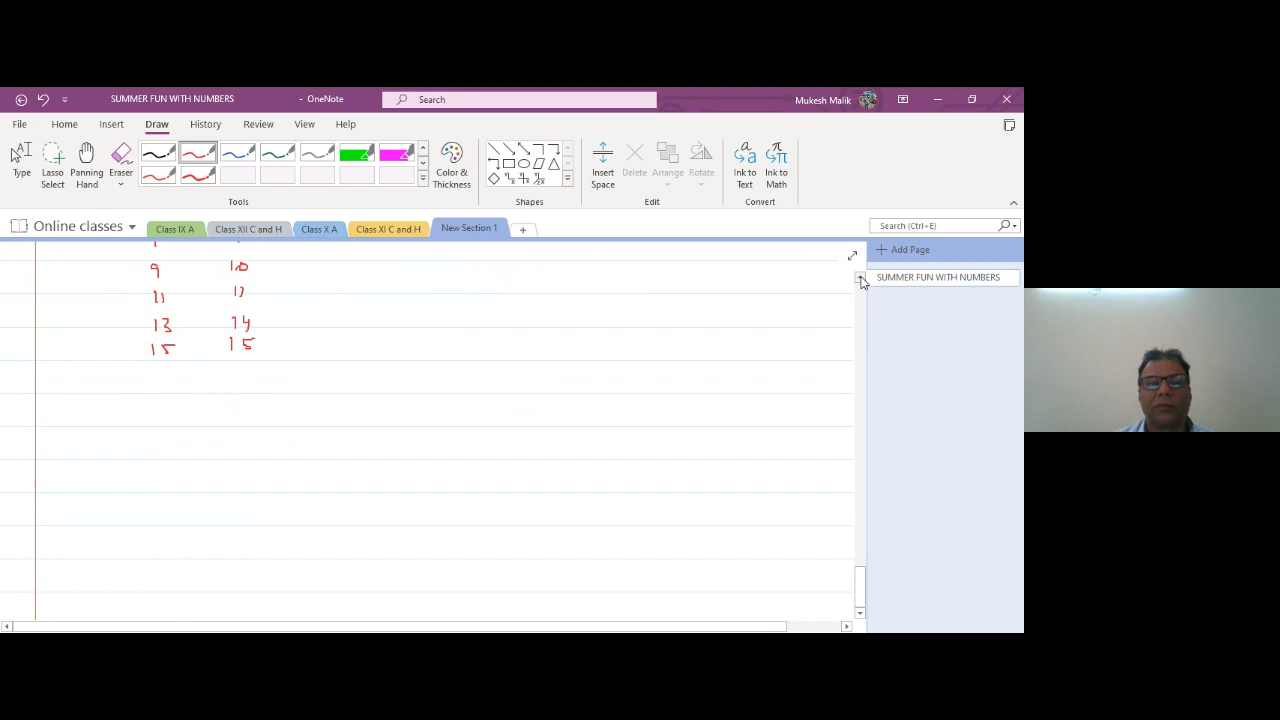 SUMMER FUN WITH NUMBERS - OneNote Search Mukesh Malik
File Home Insert Draw History Review View Help
Type Lasso Select Panning Hand Eraser Color & Thickness Insert Space Delete Arrange Rotate Ink to Text Ink to Math
Tools Shapes Edit Convert
Online classes Class IX A Class XII C and H Class X A Class XI C and H New Section 1 + Search (Ctrl+E)
Add Page
SUMMER FUN WITH NUMBERS
9 10
11 11
13 14
15 15